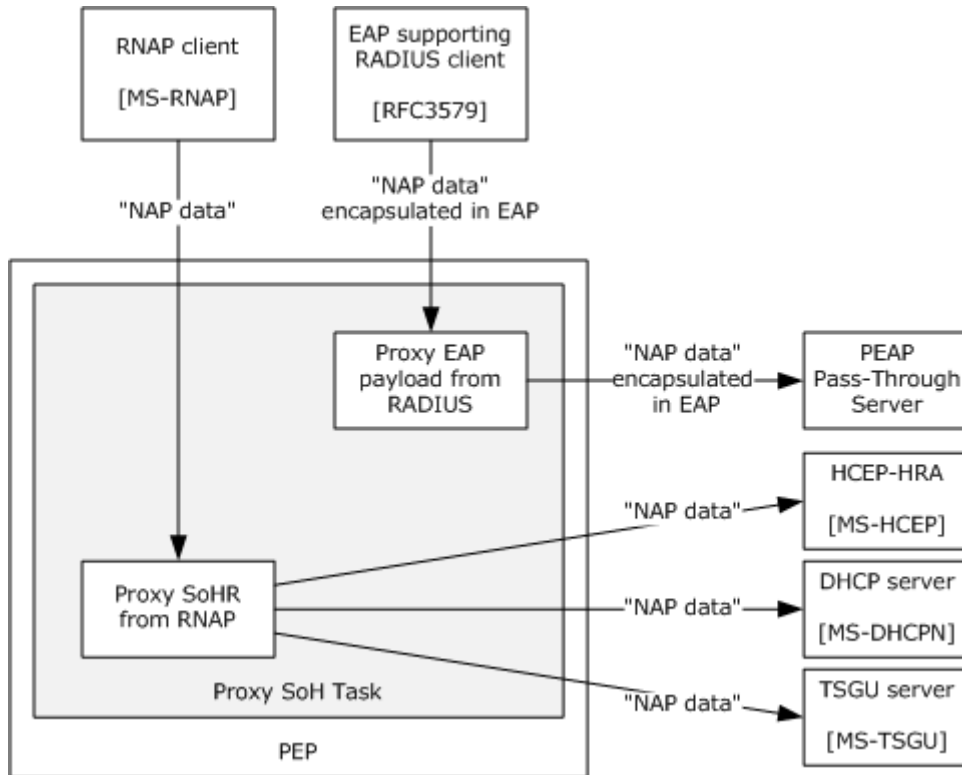 RNAP client
[MS-RNAP]
EAP supporting
RADIUS client
[RFC3579]
"NAP data"
"NAP data"
encapsulated in EAP
Proxy EAP
payload from
RADIUS
"NAP data"
encapsulated
in EAP
PEAP
Pass-Through
Server
HCEP-HRA
[MS-HCEP]
"NAP data"
Proxy SoHR
from RNAP
"NAP data"
DHCP server
[MS-DHCPN]
"NAP data"
TSGU server
[MS-TSGU]
Proxy SoH Task
PEP